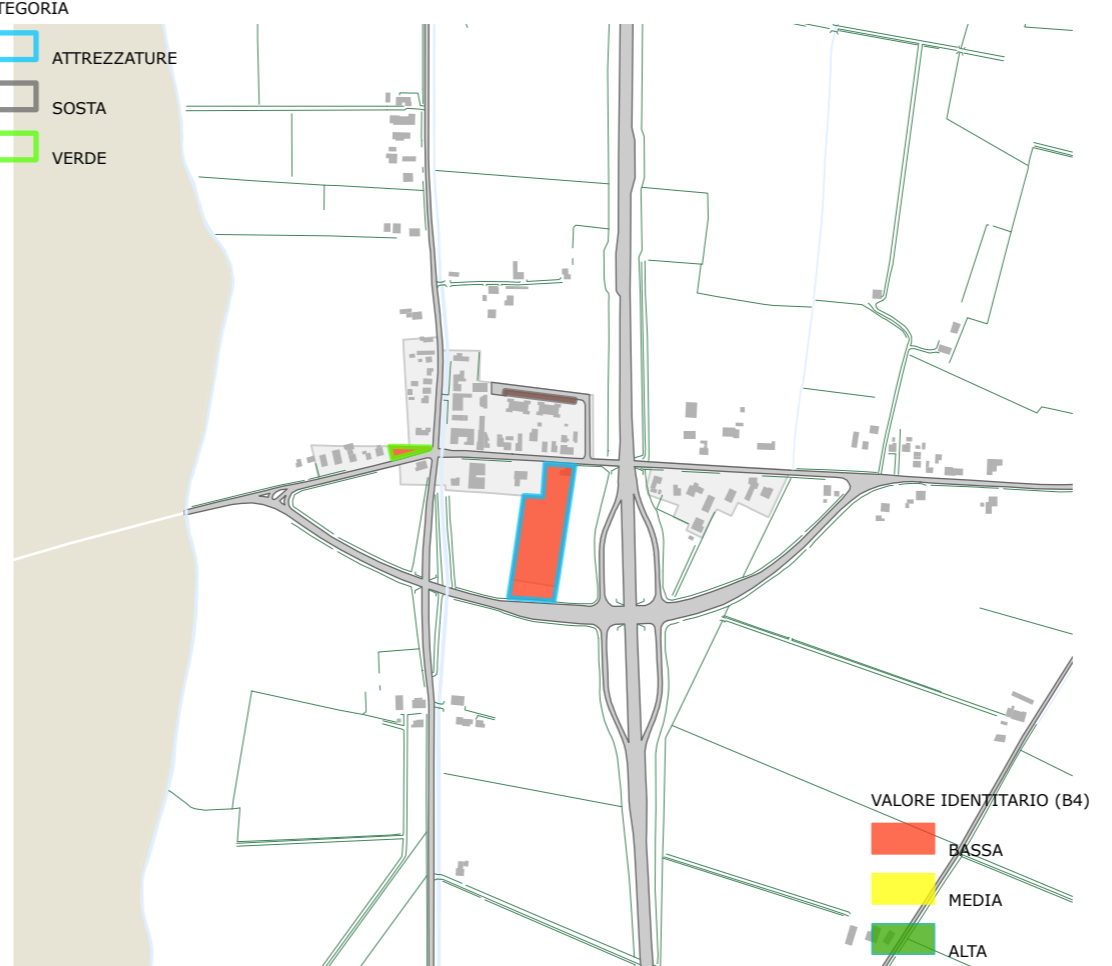 TEGORIA
ATTREZZATURE
SOSTA
VERDE
VALORE IDENTITARIO (B4)
BASSA
MEDIA
ALTA